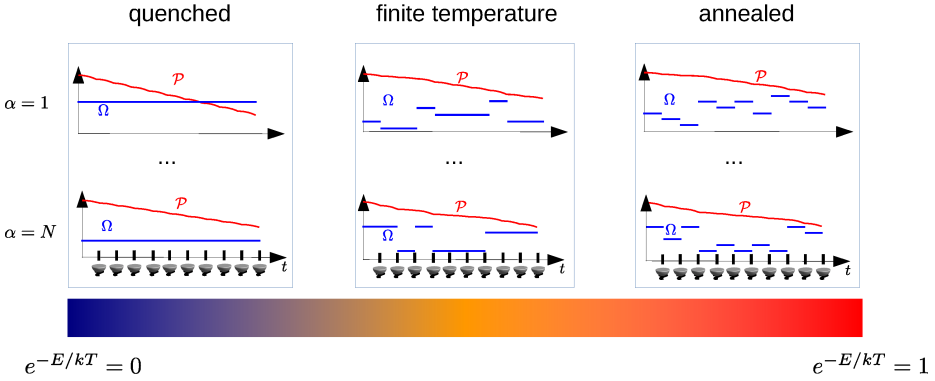 quenched finite temperature annealed
α = 1
𝒫 Ω
𝒫 Ω
𝒫 Ω
... ... ...
α = N
𝒫 Ω t
𝒫 Ω t
𝒫 Ω t
e^{-E/kT} = 0 e^{-E/kT} = 1